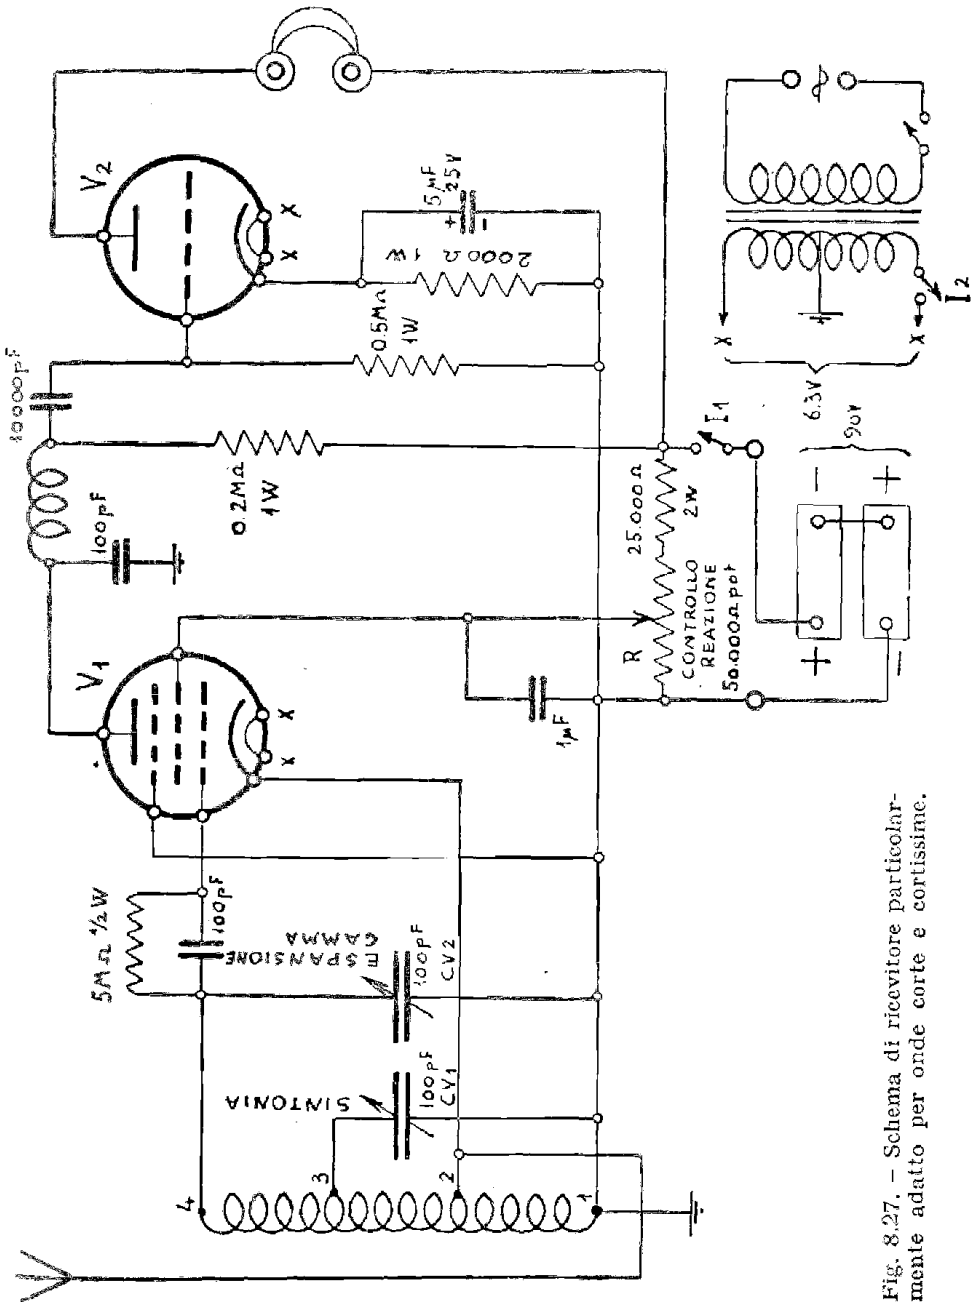 V1
V2
5MΩ ½W
100pF
ESPANSIONE
GAMMA
SINTONIA
100pF
CV2
100pF
CV1
4
3
2
1
X
X
100pF
10000pF
0.2MΩ
1W
0.5MΩ
1W
2000Ω 1W
5μF
25V
+
-
X
X
1μF
R
CONTROLLO
REAZIONE
50.000Ω pot
25.000Ω
2W
I1
+
-
-
+
90V
6.3V
X
X
I2
Fig. 8.27. – Schema di ricevitore particolar-
mente adatto per onde corte e cortissime.